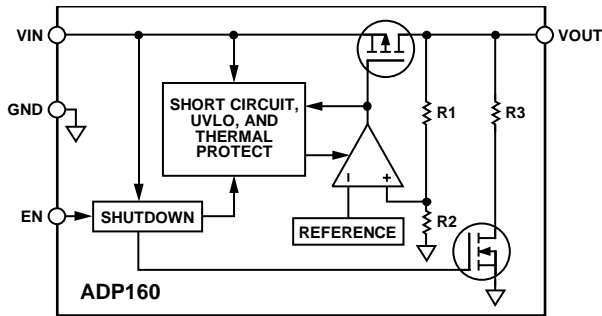 VIN
VOUT
GND
SHORT CIRCUIT,
UVLO, AND
THERMAL
PROTECT
R1
R3
EN
SHUTDOWN
– +
REFERENCE
R2
ADP160